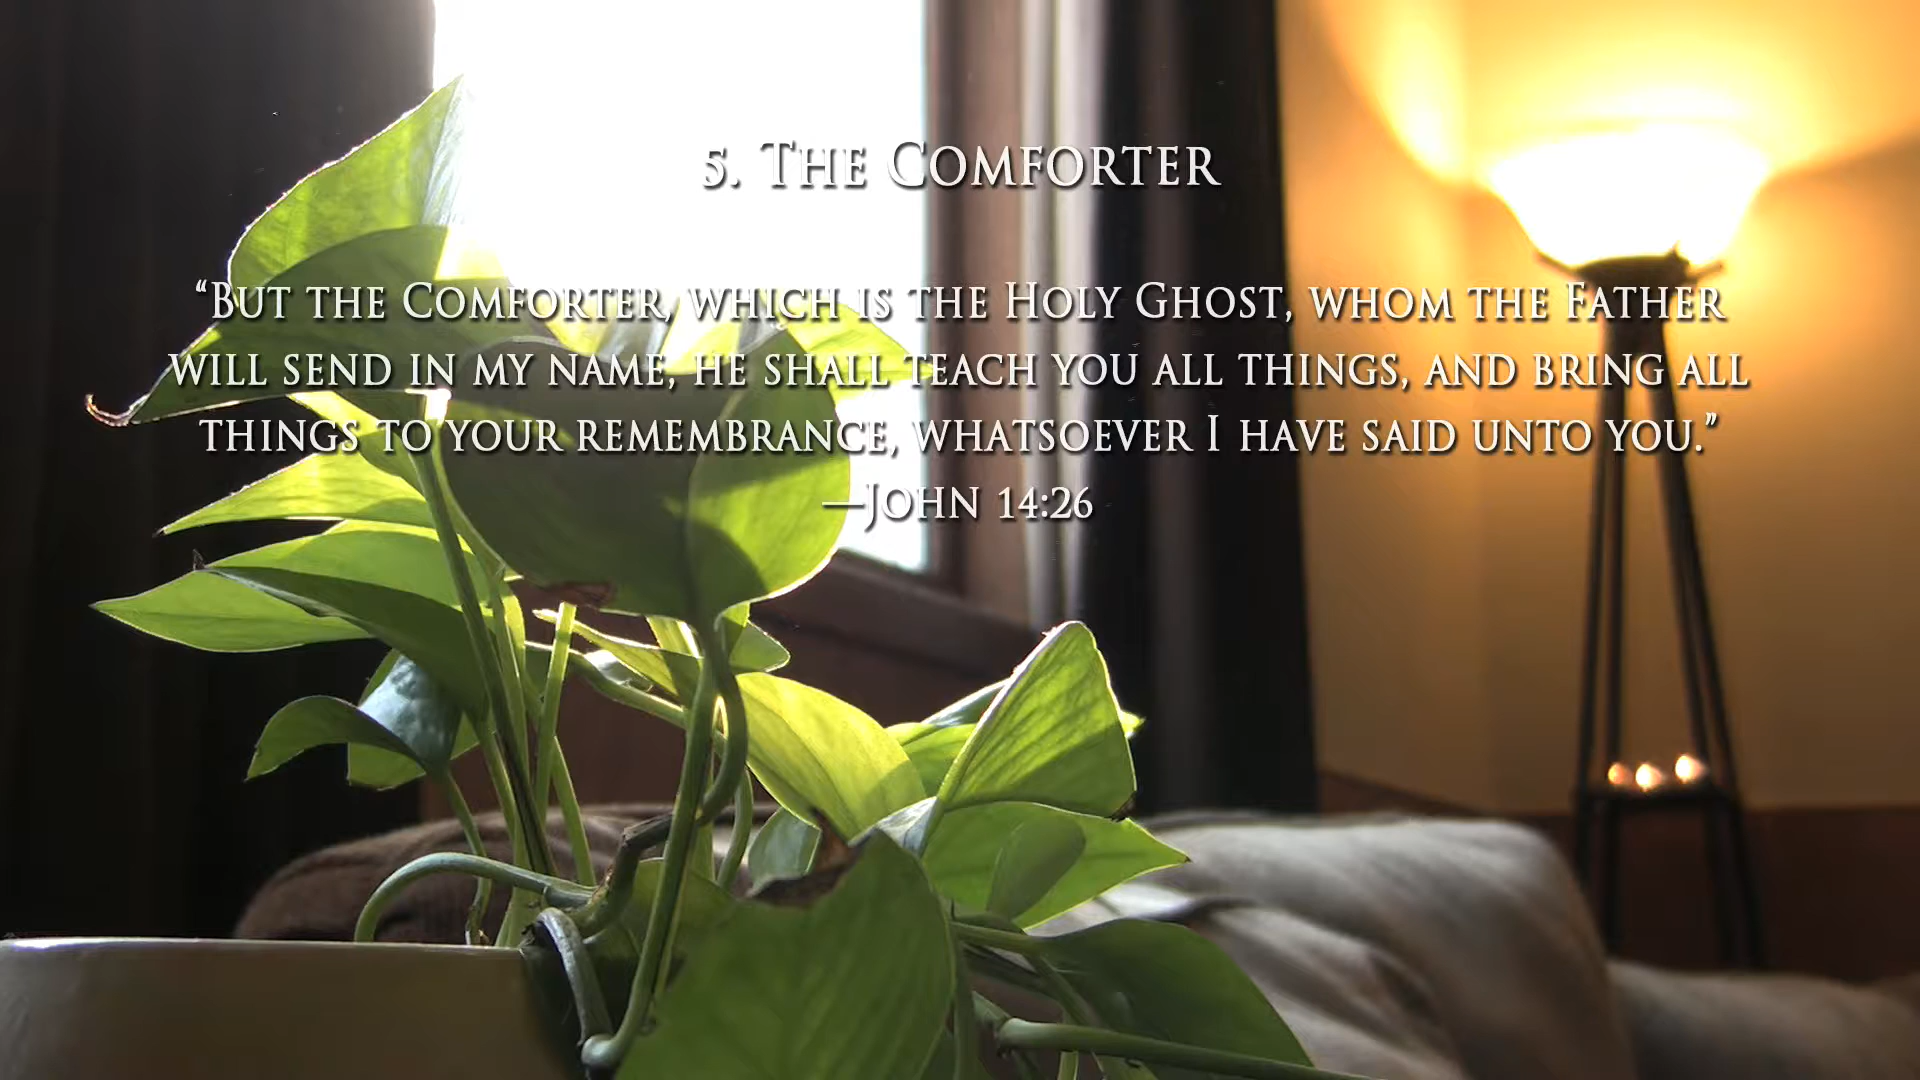 5. The Comforter
“But the Comforter, which is the Holy Ghost, whom the Father
will send in my name, he shall teach you all things, and bring all
things to your remembrance, whatsoever I have said unto you.”
—John 14:26